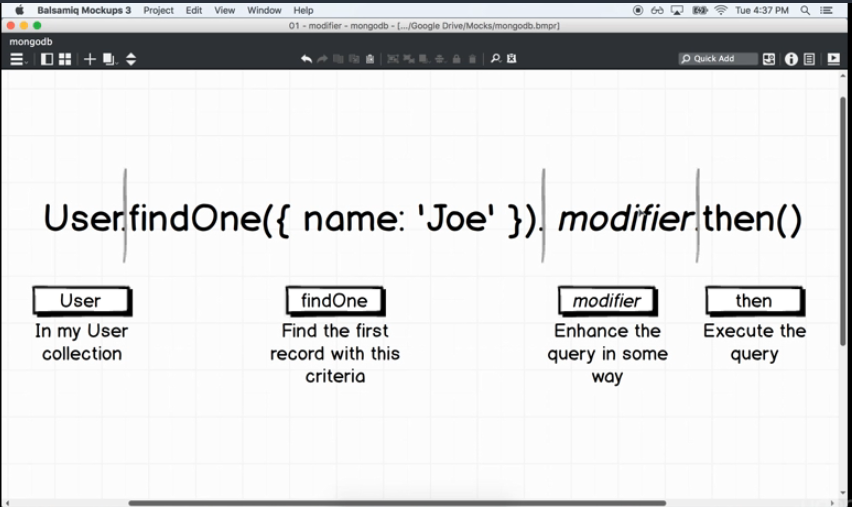 Balsamiq Mockups 3 Project Edit View Window Help Tue 4:37 PM
01 - modifier - mongodb - [.../Google Drive/Mocks/mongodb.bmpr]
mongodb
Quick Add
User.findOne({ name: 'Joe' }). modifier.then()
User findOne modifier then
In my User Find the first Enhance the Execute the
collection record with this query in some query
criteria way